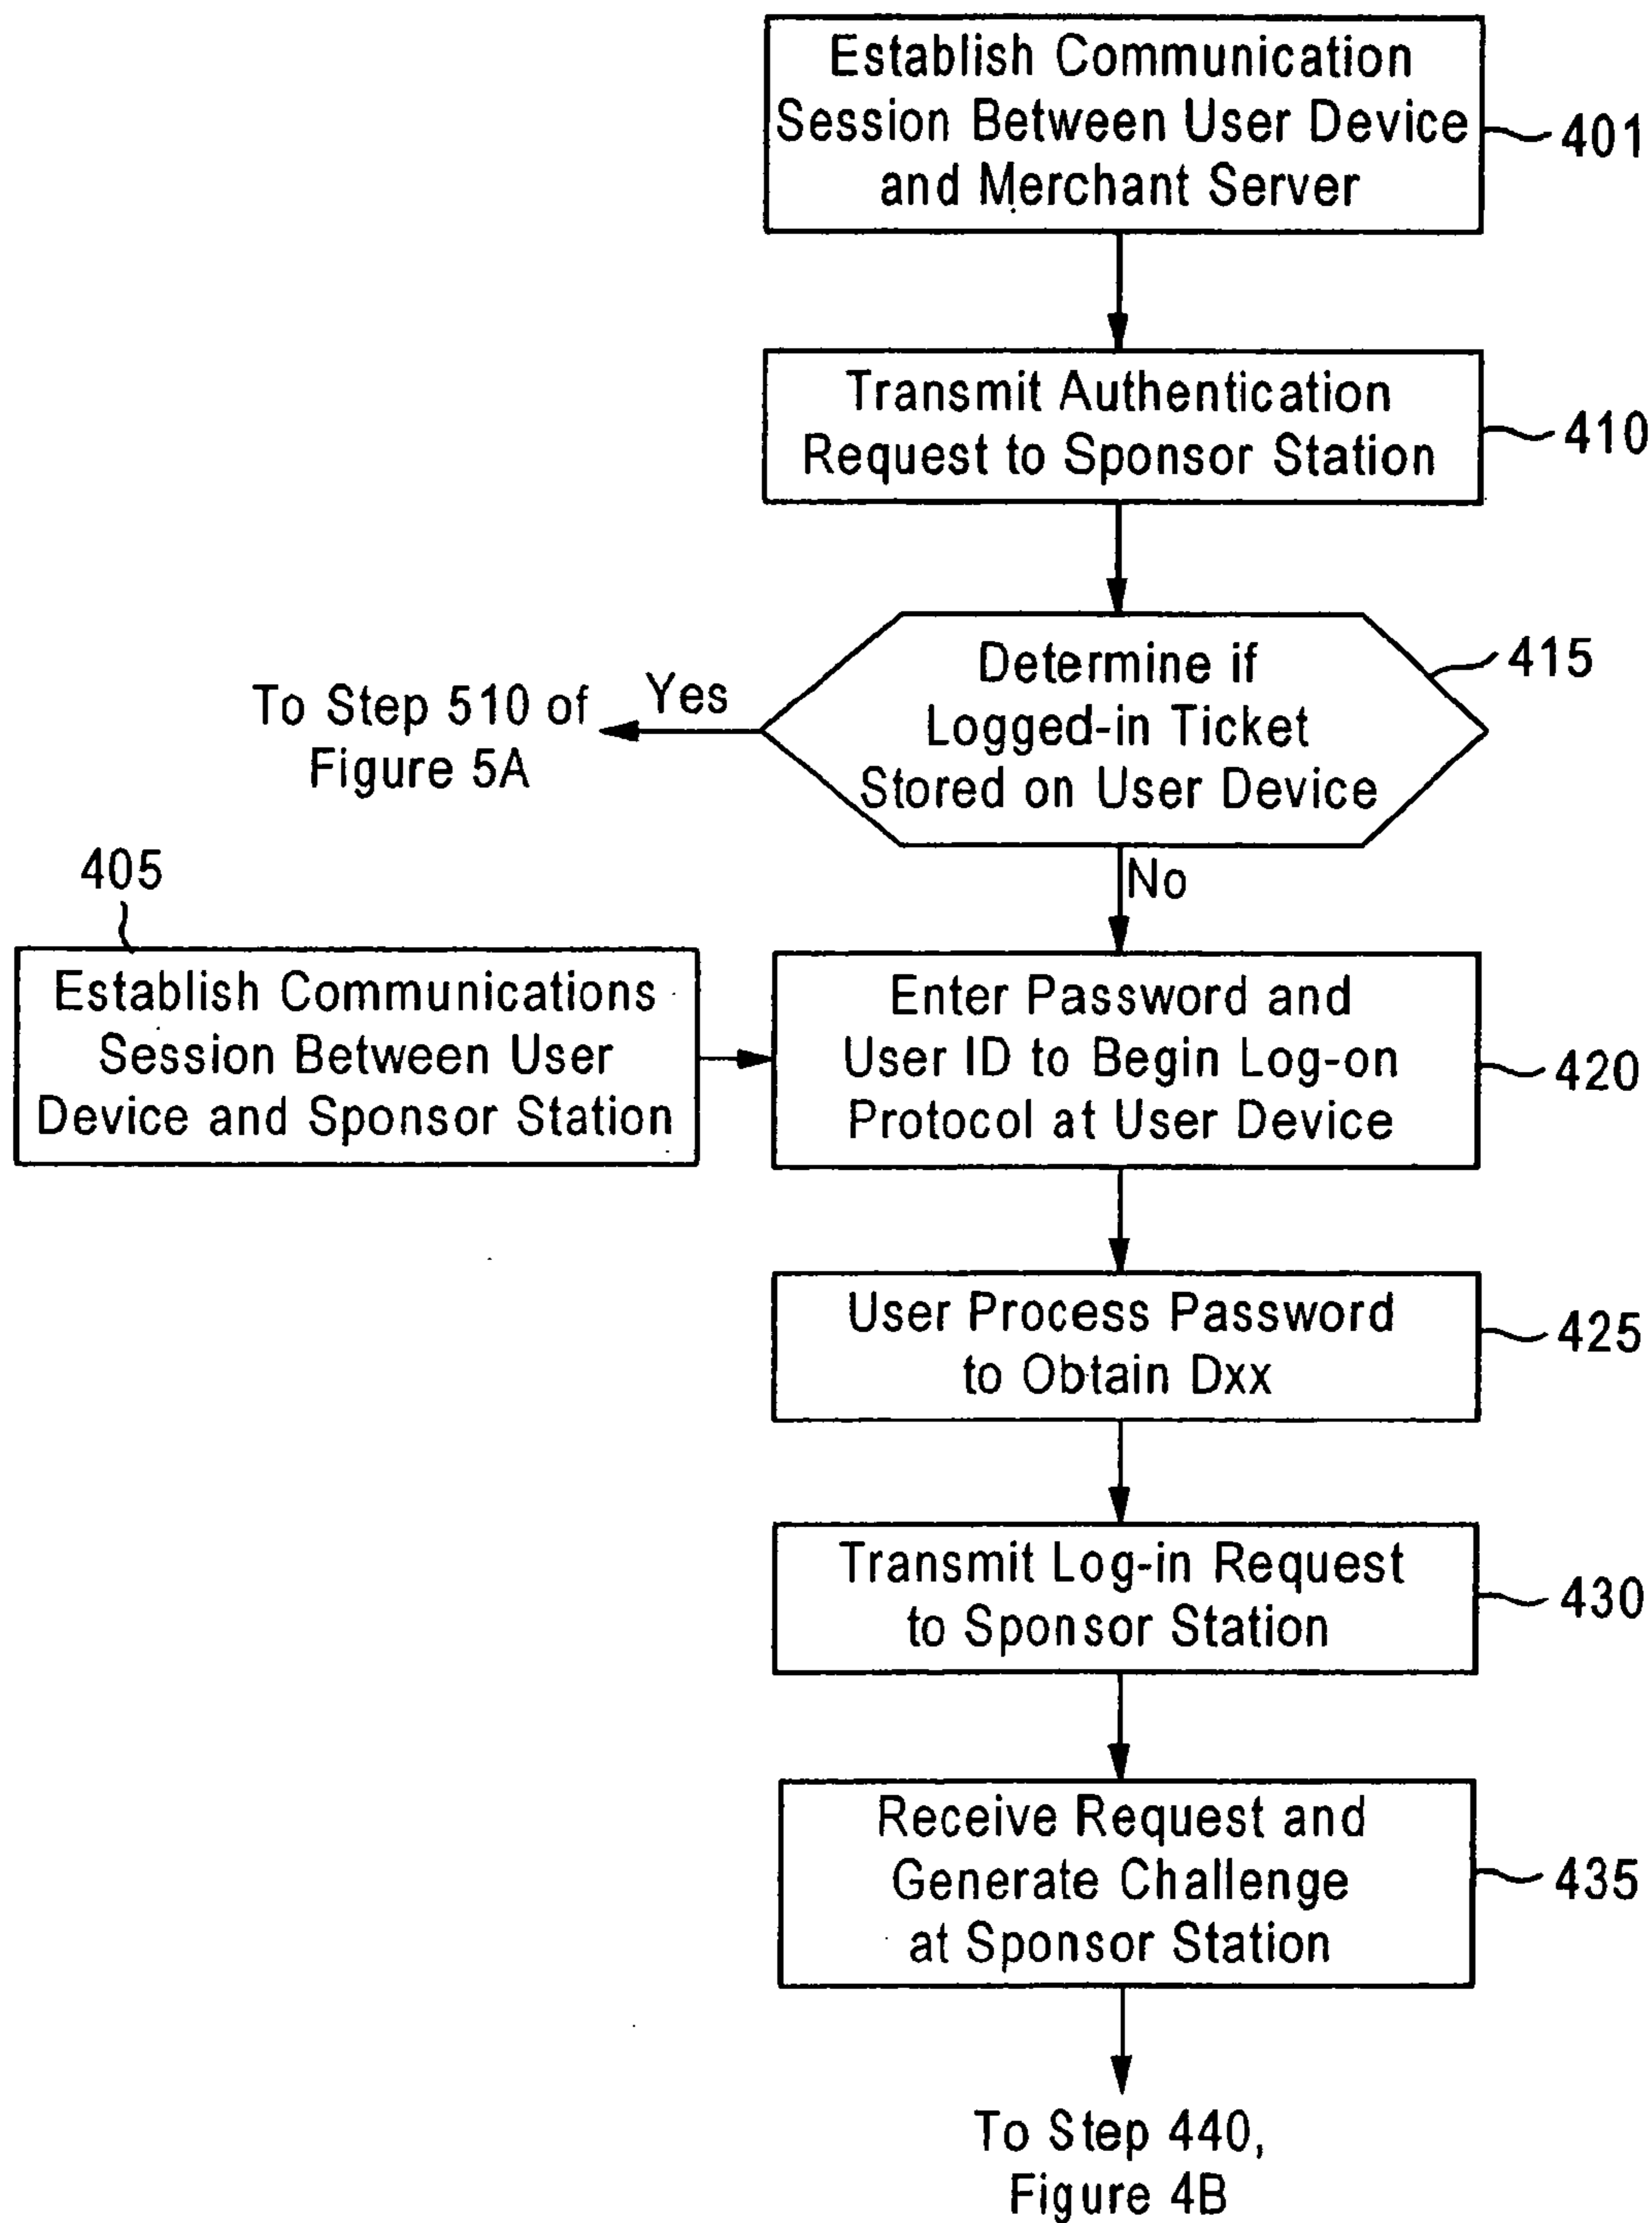 Establish Communication
Session Between User Device
and Merchant Server
401
Transmit Authentication
Request to Sponsor Station
410
Determine if
Logged-in Ticket
Stored on User Device
415
Yes
To Step 510 of
Figure 5A
No
405
Establish Communications
Session Between User
Device and Sponsor Station
Enter Password and
User ID to Begin Log-on
Protocol at User Device
420
User Process Password
to Obtain Dxx
425
Transmit Log-in Request
to Sponsor Station
430
Receive Request and
Generate Challenge
at Sponsor Station
435
To Step 440,
Figure 4B